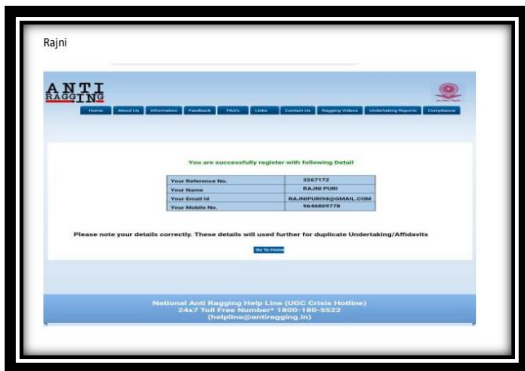 Rajni
ANTI
RAGGING
Home About Us Information Feedback FAQS Links Contact Us Ragging Videos Undertaking Reports Compliance
You are successfully register with following Detail
Your Reference No. 3267172
Your Name RAJNI PURI
Your Email Id RAJNIPURI98@GMAIL.COM
Your Mobile No. 9646809778
Please note your details correctly. These details will used further for duplicate Undertaking/Affidavits
Go To Home
National Anti Ragging Help Line (UGC Crisis Hotline)
24x7 Toll Free Number* 1800-180-5522
(helpline@antiragging.in)